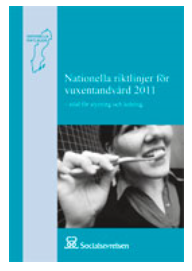 Nationella riktlinjer för
vuxentandvård 2011
– stöd för styrning och ledning
Socialstyrelsen